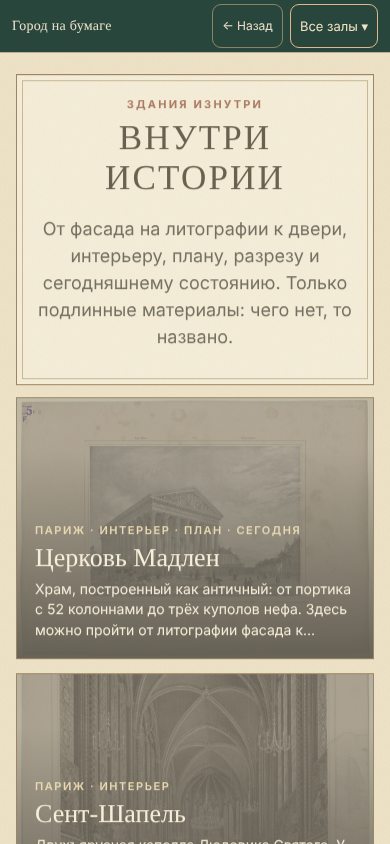 Город на бумаге
← Назад
Все залы ▾
ЗДАНИЯ ИЗНУТРИ
ВНУТРИ
ИСТОРИИ
От фасада на литографии к двери,
интерьеру, плану, разрезу и
сегодняшнему состоянию. Только
подлинные материалы: чего нет, то
названо.
5
ПАРИЖ · ИНТЕРЬЕР · ПЛАН · СЕГОДНЯ
Церковь Мадлен
Храм, построенный как античный: от портика
с 52 колоннами до трёх куполов нефа. Здесь
можно пройти от литографии фасада к...
ПАРИЖ · ИНТЕРЬЕР
Сент-Шапель